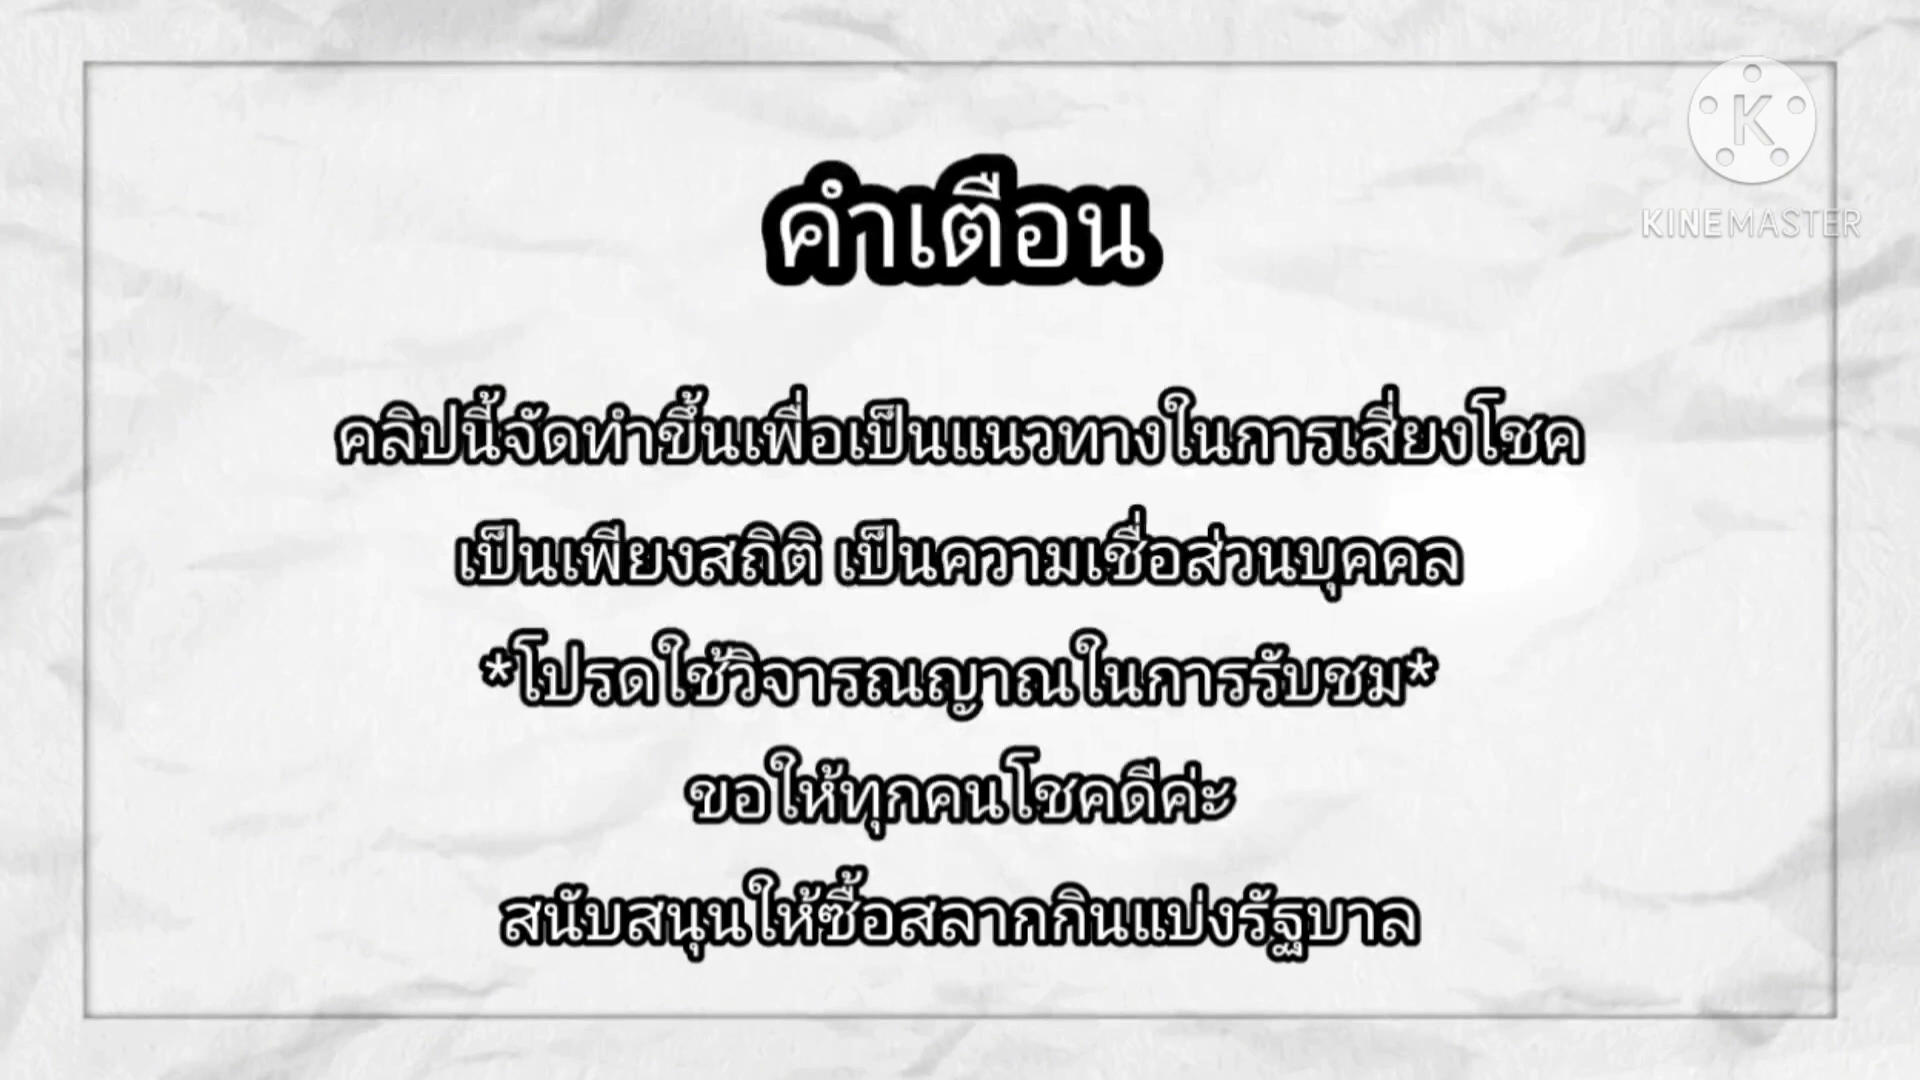 คำเตือน
K
KINEMASTER
คลิปนี้จัดทำขึ้นเพื่อเป็นแนวทางในการเสี่ยงโชค
เป็นเพียงสถิติ เป็นความเชื่อส่วนบุคคล
*โปรดใช้วิจารณญาณในการรับชม*
ขอให้ทุกคนโชคดีค่ะ
สนับสนุนให้ซื้อสลากกินแบ่งรัฐบาล